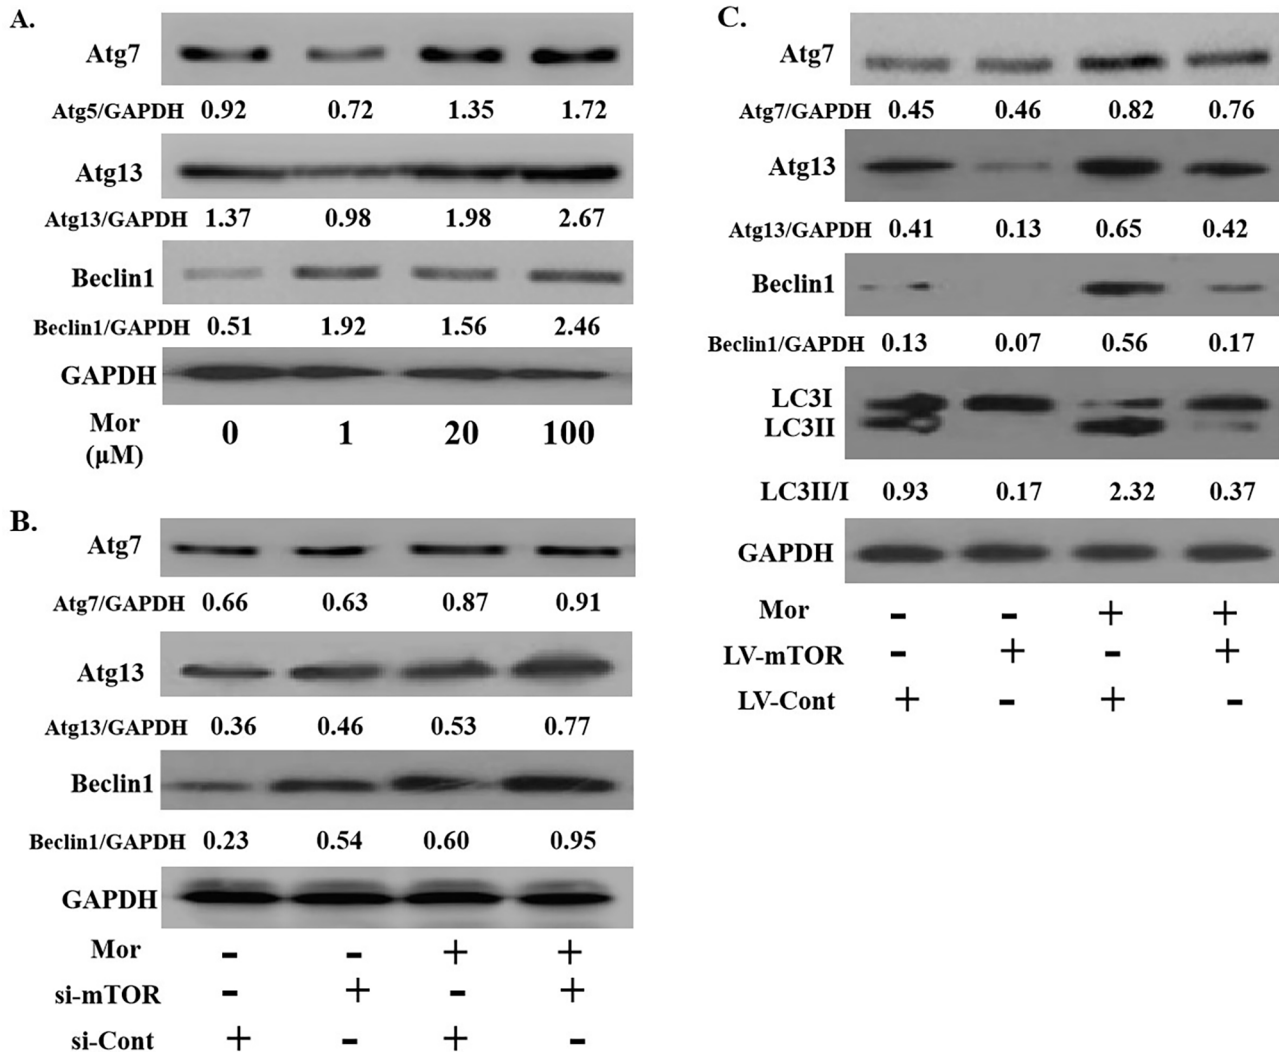 A.
Atg7
Atg5/GAPDH 0.92 0.72 1.35 1.72
Atg13
Atg13/GAPDH 1.37 0.98 1.98 2.67
Beclin1
Beclin1/GAPDH 0.51 1.92 1.56 2.46
GAPDH
Mor (μM) 0 1 20 100
B.
Atg7
Atg7/GAPDH 0.66 0.63 0.87 0.91
Atg13
Atg13/GAPDH 0.36 0.46 0.53 0.77
Beclin1
Beclin1/GAPDH 0.23 0.54 0.60 0.95
GAPDH
Mor - - + +
si-mTOR - + - +
si-Cont + - + -
C.
Atg7
Atg7/GAPDH 0.45 0.46 0.82 0.76
Atg13
Atg13/GAPDH 0.41 0.13 0.65 0.42
Beclin1
Beclin1/GAPDH 0.13 0.07 0.56 0.17
LC3I
LC3II
LC3II/I 0.93 0.17 2.32 0.37
GAPDH
Mor - - + +
LV-mTOR - + - +
LV-Cont + - + -